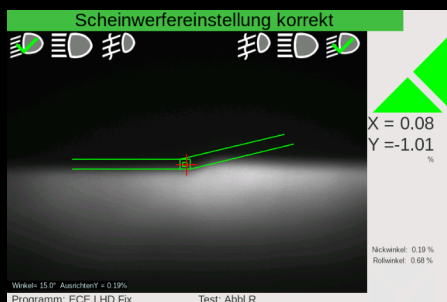 Scheinwerfereinstellung korrekt
X = 0.08
Y =-1.01
%
Nickwinkel: 0.19 %
Rollwinkel: 0.68 %
Winkel= 15.0° AusrichtenY = 0.19%
Programm: ECE LHD Fix Test: Abbl R